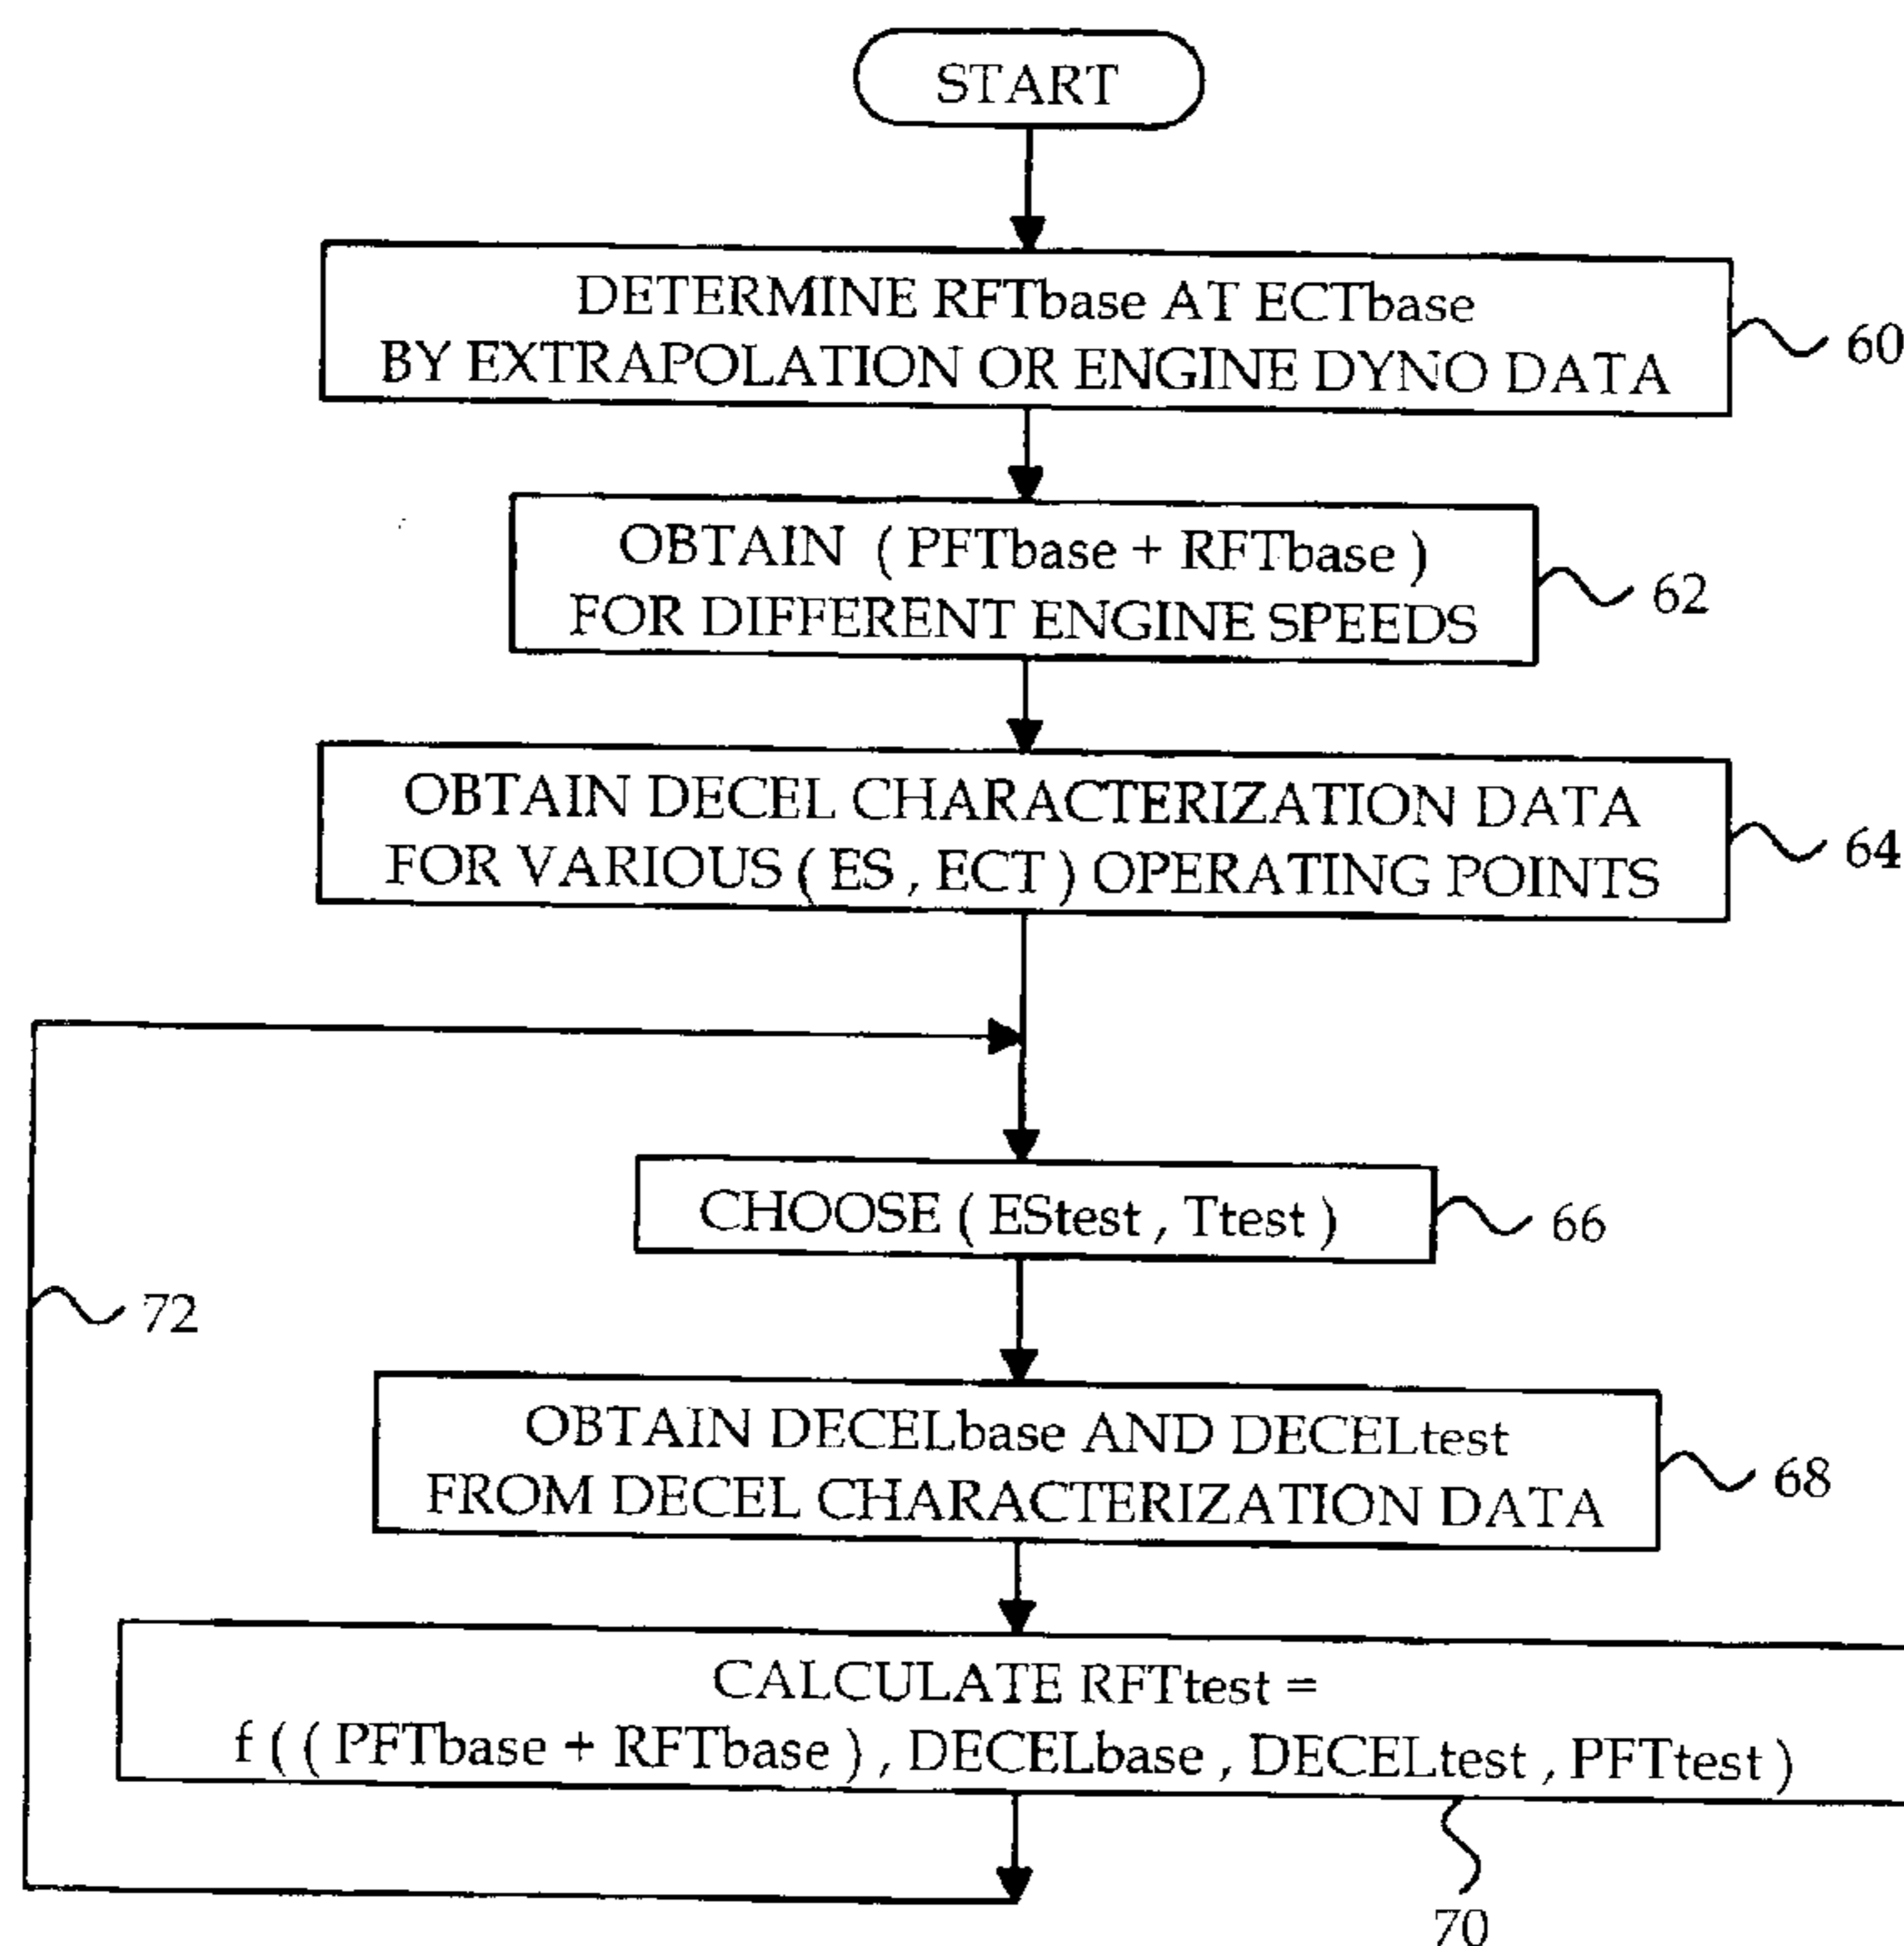 START
DETERMINE RFTbase AT ECTbase
BY EXTRAPOLATION OR ENGINE DYNO DATA
60
OBTAIN ( PFTbase + RFTbase )
FOR DIFFERENT ENGINE SPEEDS
62
OBTAIN DECEL CHARACTERIZATION DATA
FOR VARIOUS ( ES , ECT ) OPERATING POINTS
64
CHOOSE ( EStest , Ttest )
66
72
OBTAIN DECELbase AND DECELtest
FROM DECEL CHARACTERIZATION DATA
68
CALCULATE RFTtest =
f ( ( PFTbase + RFTbase ) , DECELbase , DECELtest , PFTtest )
70